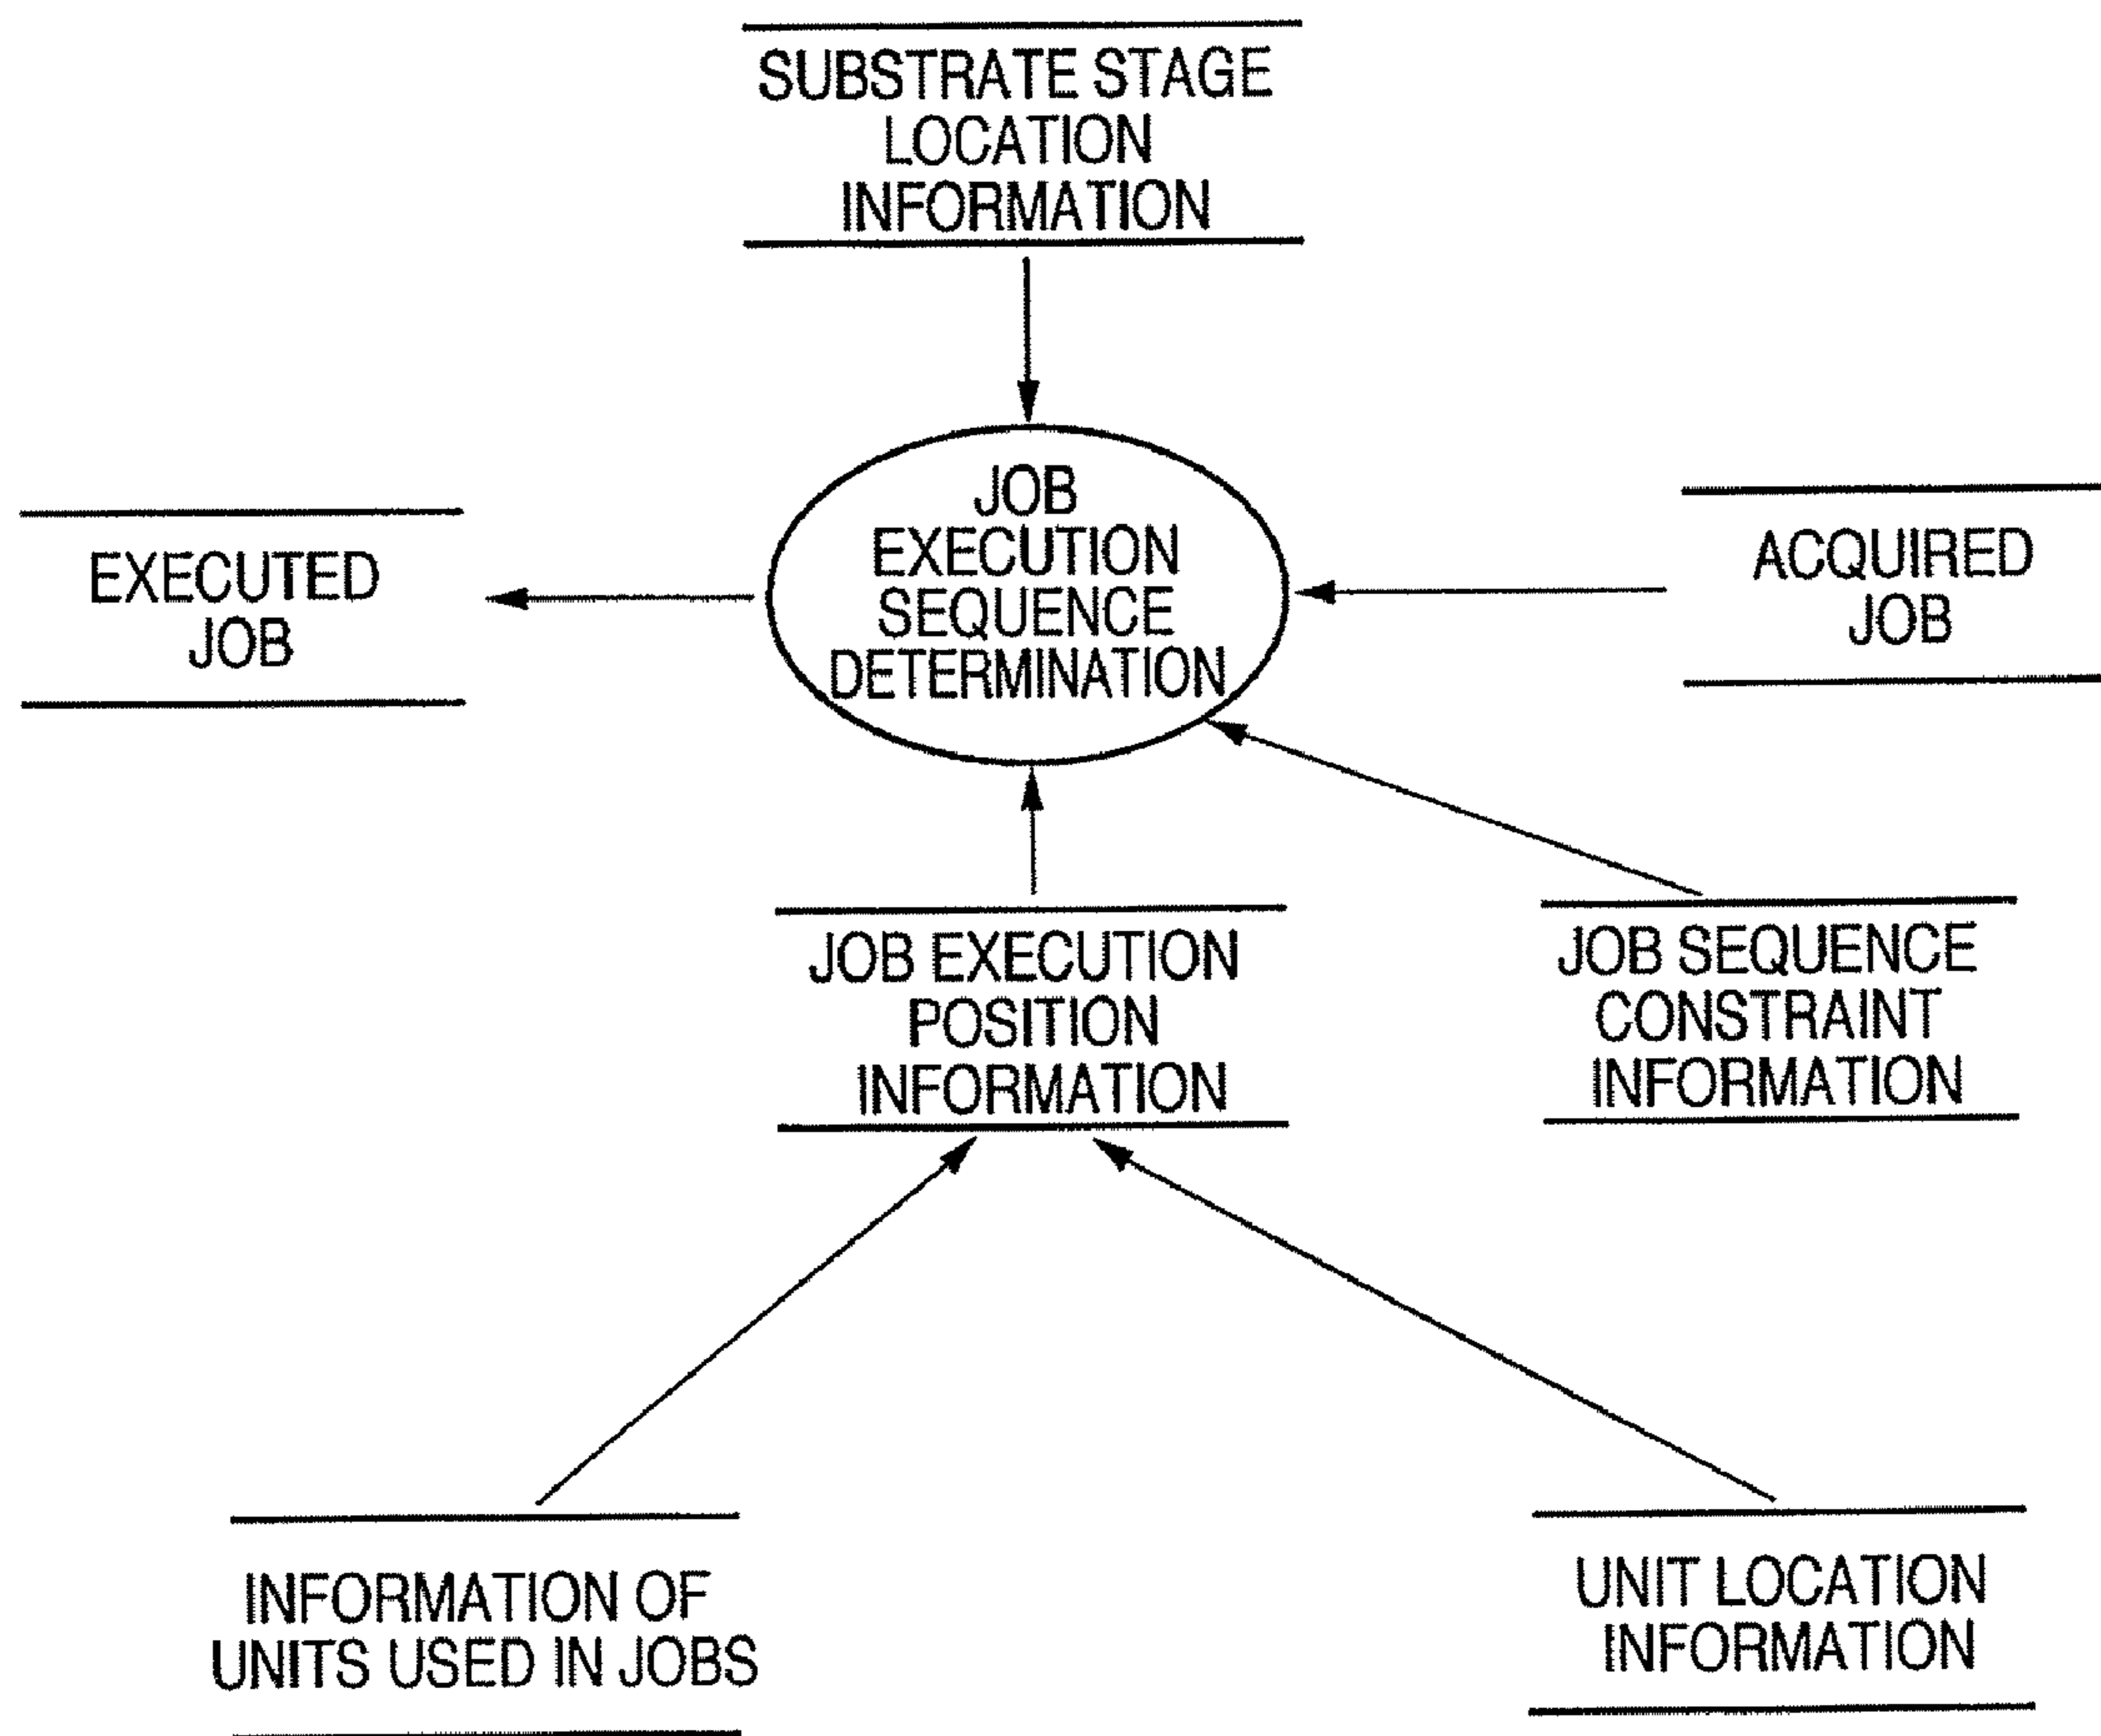 SUBSTRATE STAGE
LOCATION
INFORMATION
JOB
EXECUTION
SEQUENCE
DETERMINATION
EXECUTED
JOB
ACQUIRED
JOB
JOB EXECUTION
POSITION
INFORMATION
JOB SEQUENCE
CONSTRAINT
INFORMATION
INFORMATION OF
UNITS USED IN JOBS
UNIT LOCATION
INFORMATION